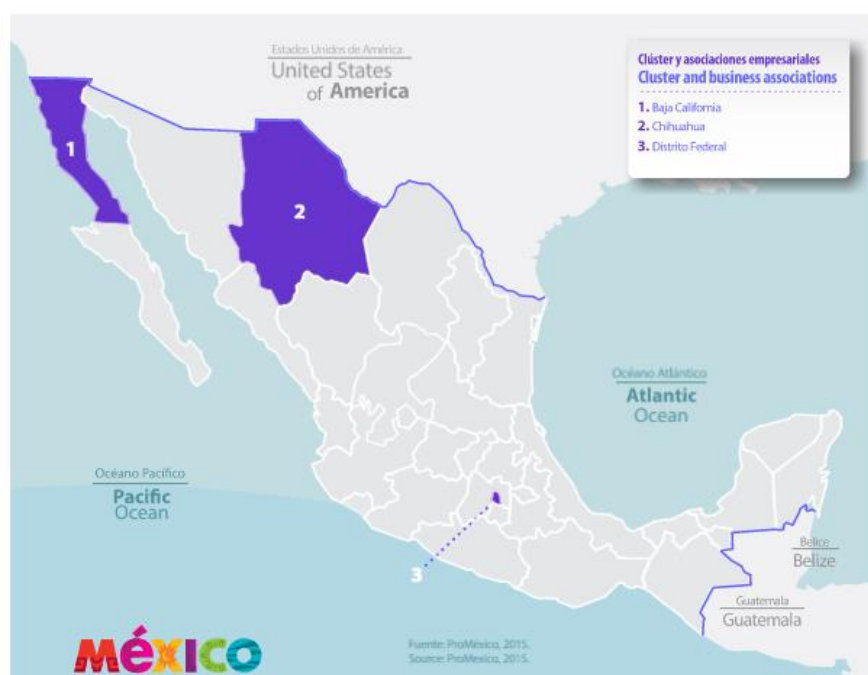 Estados Unidos de América
United States
of America
Clúster y asociaciones empresariales
Cluster and business associations
1. Baja California
2. Chihuahua
3. Distrito Federal
1
2
Océano Atlántico
Atlantic
Ocean
Océano Pacífico
Pacific
Ocean
3
Belice
Belize
Guatemala
Guatemala
MéxICO
Fuente: ProMéxico, 2015.
Source: ProMexico, 2015.